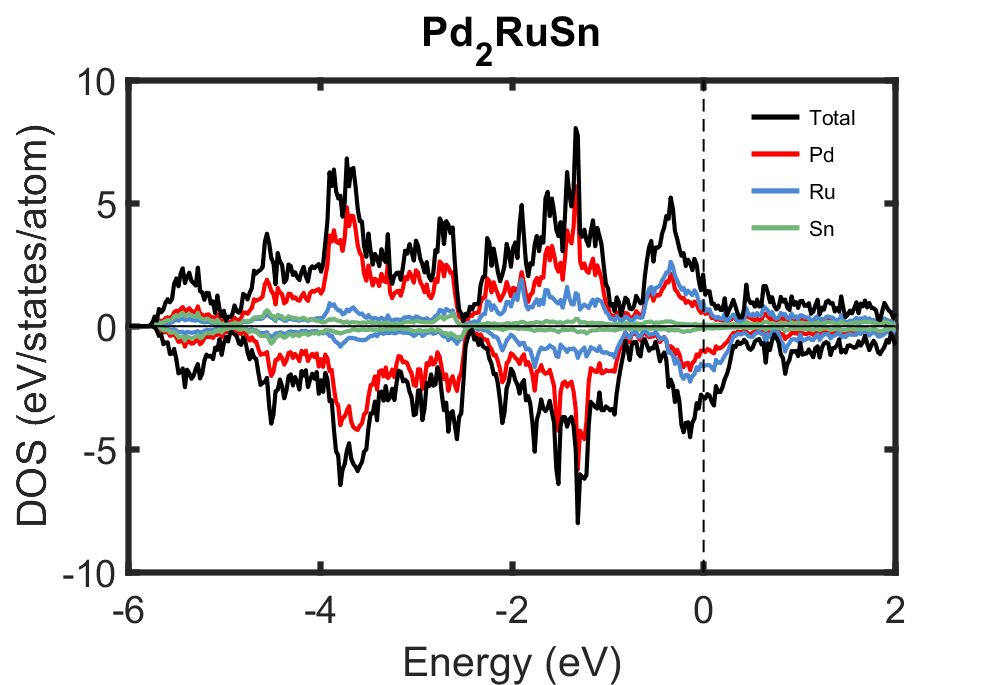 Pd₂RuSn
DOS (eV/states/atom)
10
5
0
-5
-10
Total
Pd
Ru
Sn
-6 -4 -2 0 2
Energy (eV)